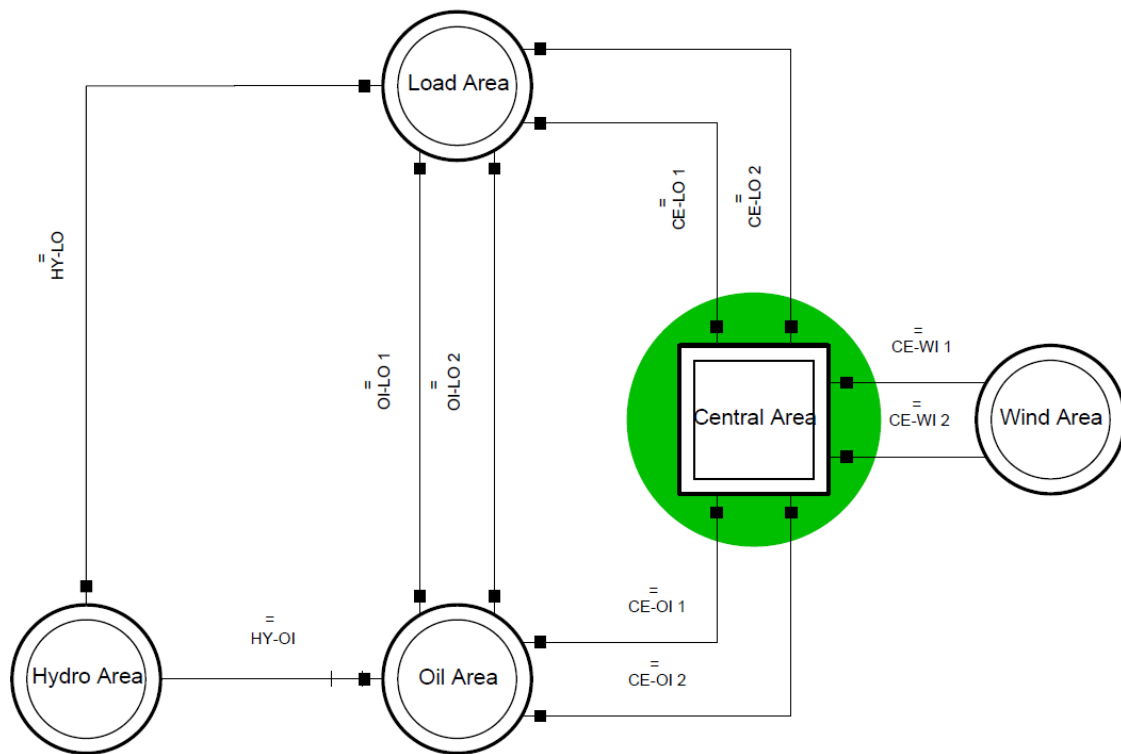 Load Area
=
CE-LO 1
=
CE-LO 2
=
HY-LO
=
OI-LO 1
=
OI-LO 2
=
CE-WI 1
=
CE-WI 2
Central Area
Wind Area
=
CE-OI 1
=
CE-OI 2
=
HY-OI
Hydro Area
Oil Area